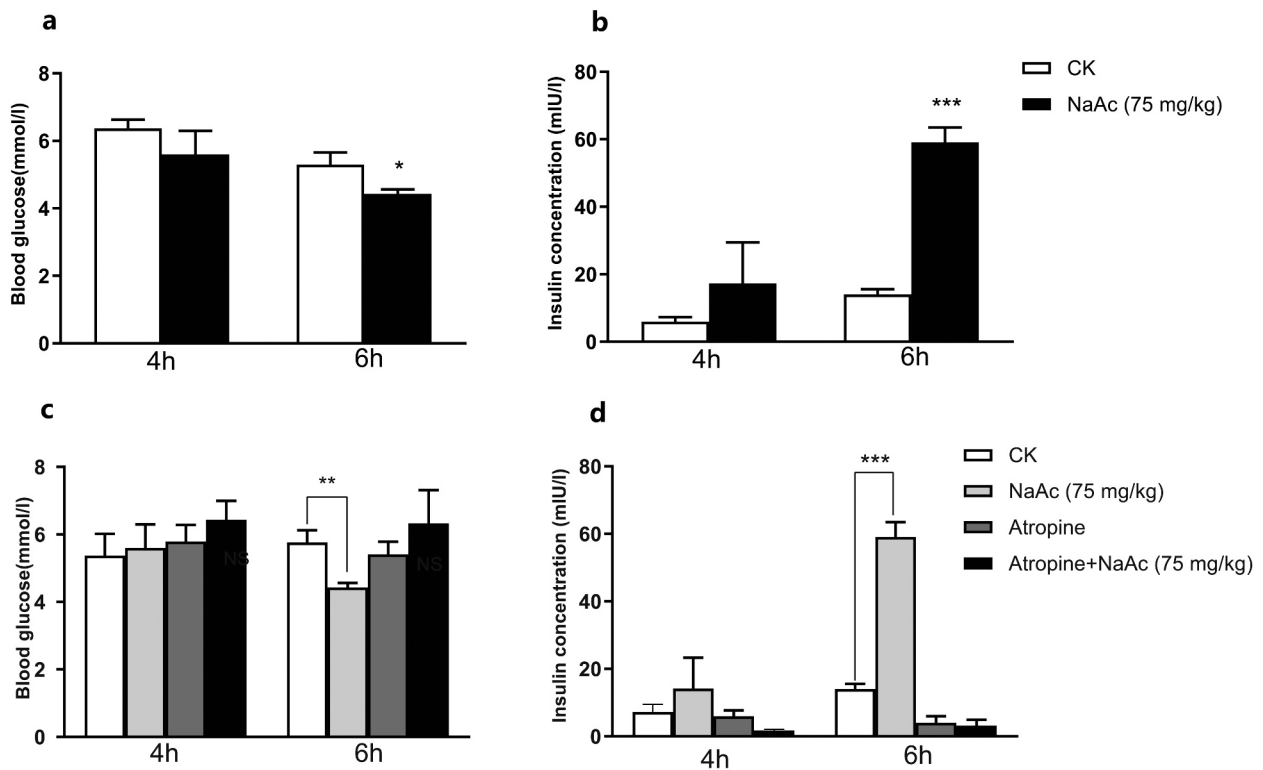 a
Blood glucose(mmol/l)
8
6
4
2
0
*
4h
6h
b
Insulin concentration (mIU/l)
80
60
40
20
0
***
4h
6h
CK
NaAc (75 mg/kg)
c
Blood glucose(mmol/l)
8
6
4
2
0
**
NS
NS
4h
6h
d
Insulin concentration (mIU/l)
80
60
40
20
0
***
4h
6h
CK
NaAc (75 mg/kg)
Atropine
Atropine+NaAc (75 mg/kg)